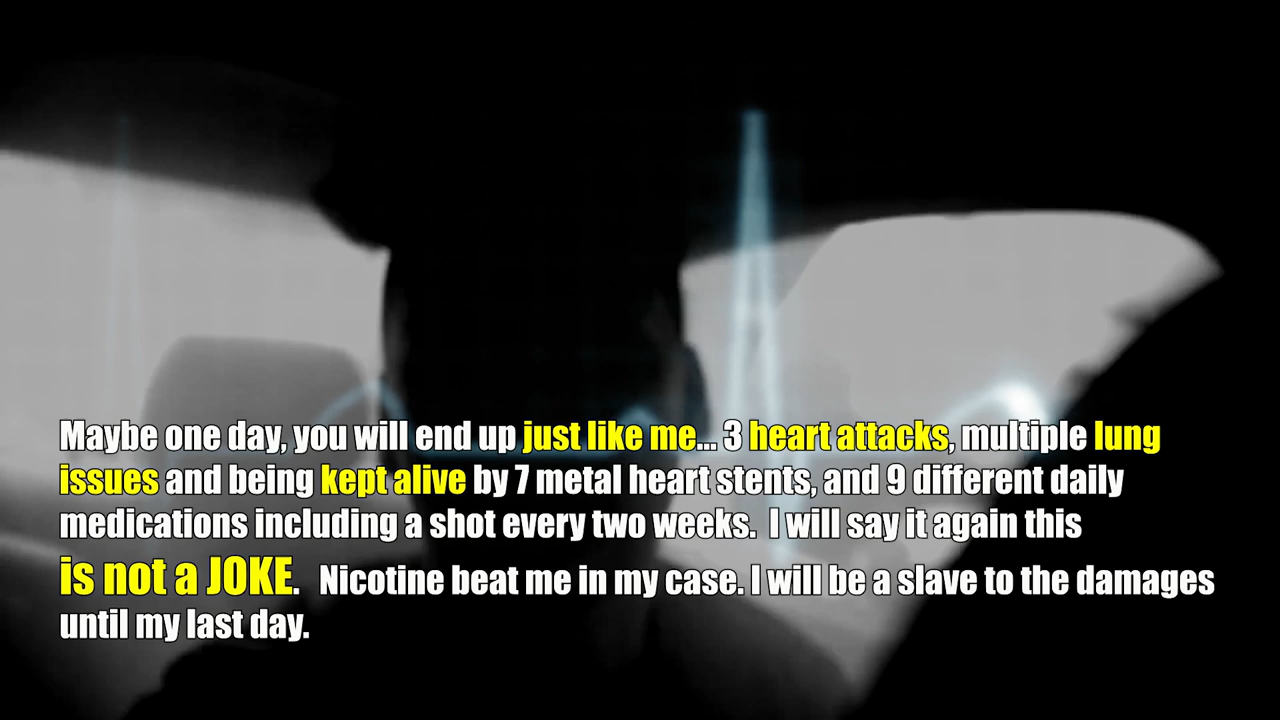 Maybe one day, you will end up just like me... 3 heart attacks, multiple lung
issues and being kept alive by 7 metal heart stents, and 9 different daily
medications including a shot every two weeks.  I will say it again this
is not a JOKE.   Nicotine beat me in my case. I will be a slave to the damages
until my last day.